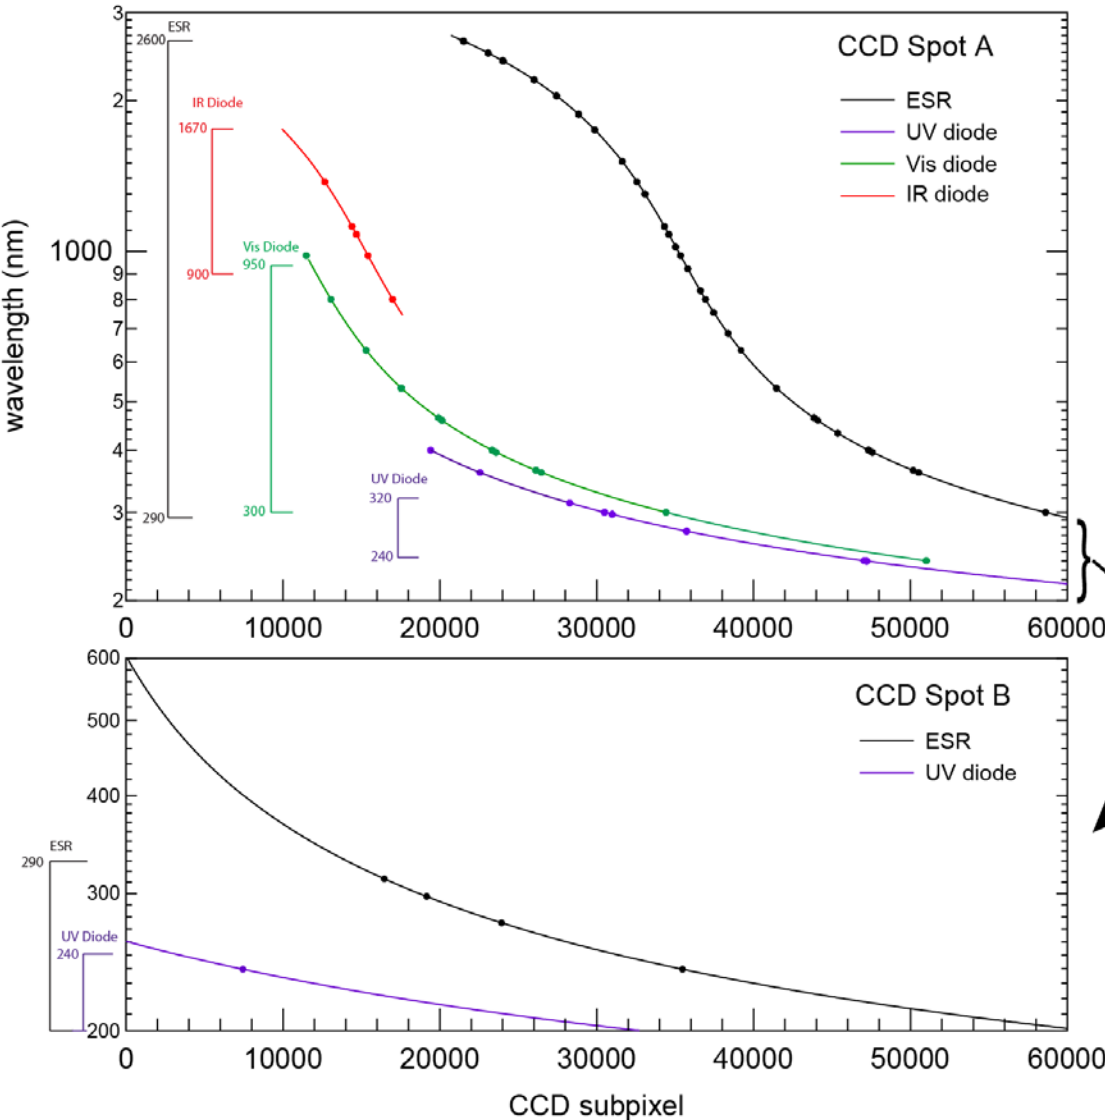 3
ESR
2600
CCD Spot A
IR Diode
2
ESR
1670
UV diode
Vis diode
IR diode
wavelength (nm)
Vis Diode
1000
950
900
9
8
7
6
5
4
UV Diode
320
300
3
290
240
2
0 10000 20000 30000 40000 50000 60000
600
CCD Spot B
500
ESR
UV diode
400
ESR
290
300
UV Diode
240
200
0 10000 20000 30000 40000 50000 60000
CCD subpixel